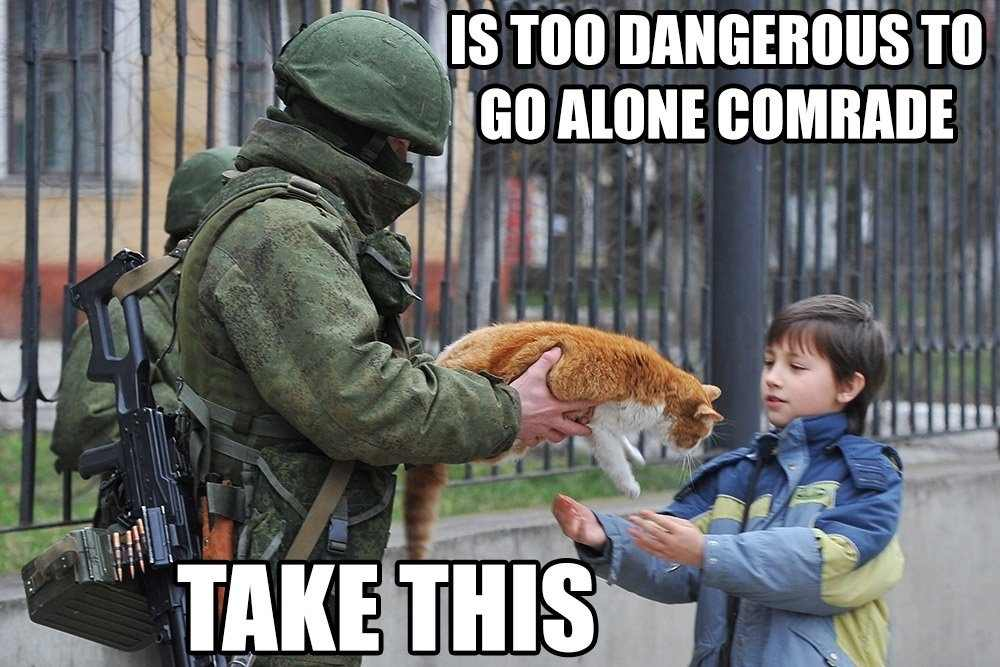 IS TOO DANGEROUS TO
GO ALONE COMRADE
TAKE THIS